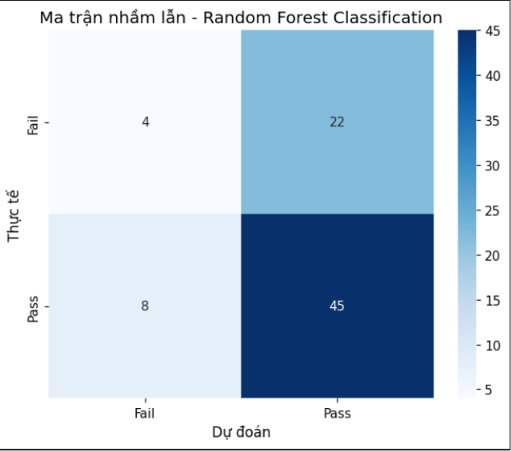 Ma trận nhầm lẫn - Random Forest Classification
Thực tế
Fail
4
22
Pass
8
45
Fail
Pass
Dự đoán
45
40
35
30
25
20
15
10
5